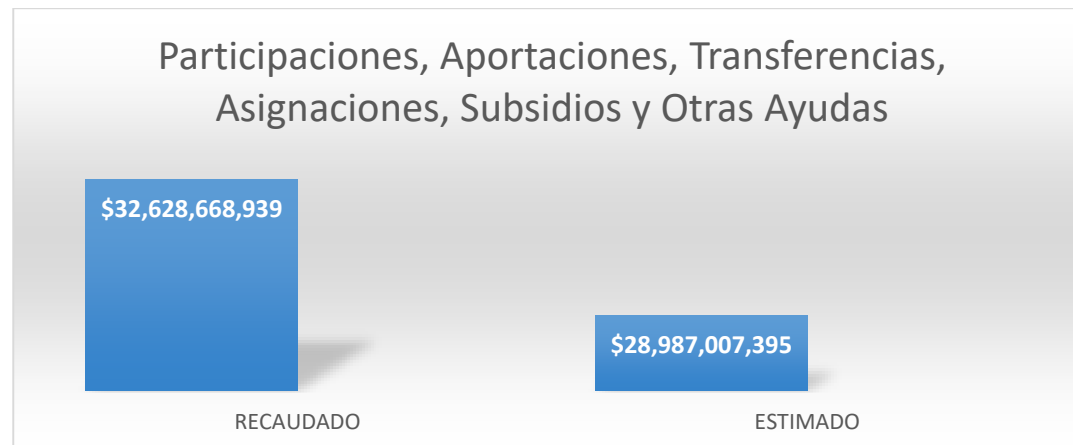 Participaciones, Aportaciones, Transferencias,
Asignaciones, Subsidios y Otras Ayudas
$32,628,668,939
$28,987,007,395
RECAUDADO
ESTIMADO